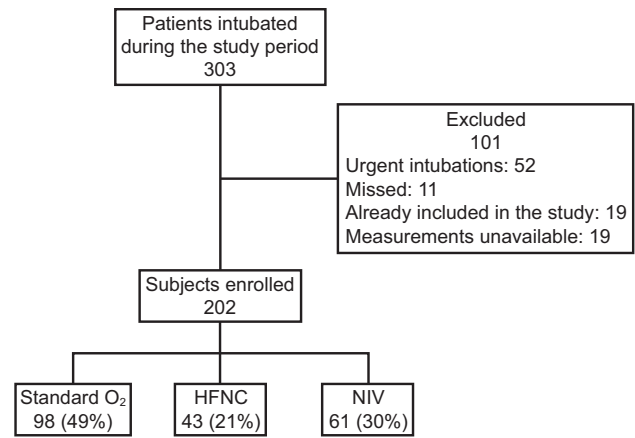 Patients intubated
during the study period
303
Excluded
101
Urgent intubations: 52
Missed: 11
Already included in the study: 19
Measurements unavailable: 19
Subjects enrolled
202
Standard O₂
98 (49%)
HFNC
43 (21%)
NIV
61 (30%)